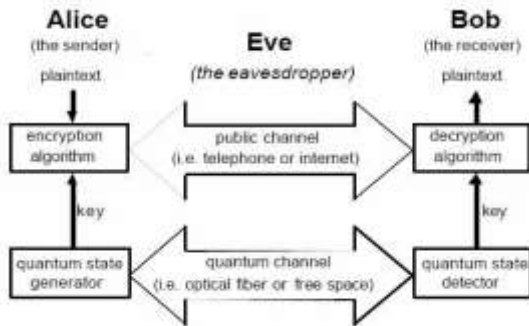 Alice
(the sender)
plaintext
Eve
(the eavesdropper)
Bob
(the receiver)
plaintext
encryption
algorithm
public channel
(i.e. telephone or internet)
decryption
algorithm
key
key
quantum state
generator
quantum channel
(i.e. optical fiber or free space)
quantum state
detector